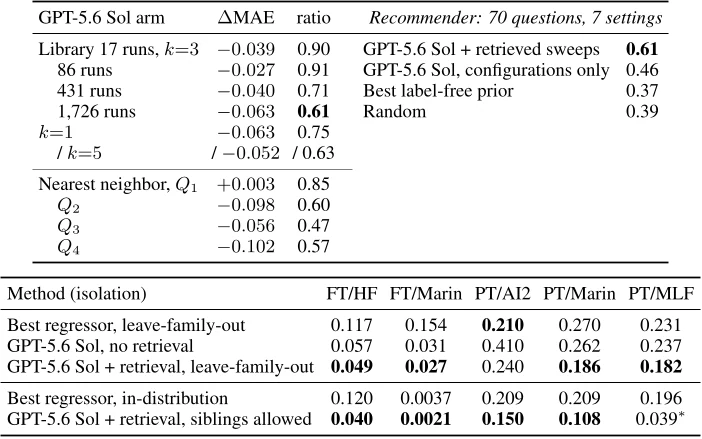 GPT-5.6 Sol arm ΔMAE ratio Recommender: 70 questions, 7 settings
Library 17 runs, k=3 −0.039 0.90 GPT-5.6 Sol + retrieved sweeps 0.61
86 runs −0.027 0.91 GPT-5.6 Sol, configurations only 0.46
431 runs −0.040 0.71 Best label-free prior 0.37
1,726 runs −0.063 0.61 Random 0.39
k=1 −0.063 0.75
/ k=5 / −0.052 / 0.63
Nearest neighbor, Q1 +0.003 0.85
Q2 −0.098 0.60
Q3 −0.056 0.47
Q4 −0.102 0.57
Method (isolation) FT/HF FT/Marin PT/AI2 PT/Marin PT/MLF
Best regressor, leave-family-out 0.117 0.154 0.210 0.270 0.231
GPT-5.6 Sol, no retrieval 0.057 0.031 0.410 0.262 0.237
GPT-5.6 Sol + retrieval, leave-family-out 0.049 0.027 0.240 0.186 0.182
Best regressor, in-distribution 0.120 0.0037 0.209 0.209 0.196
GPT-5.6 Sol + retrieval, siblings allowed 0.040 0.0021 0.150 0.108 0.039*